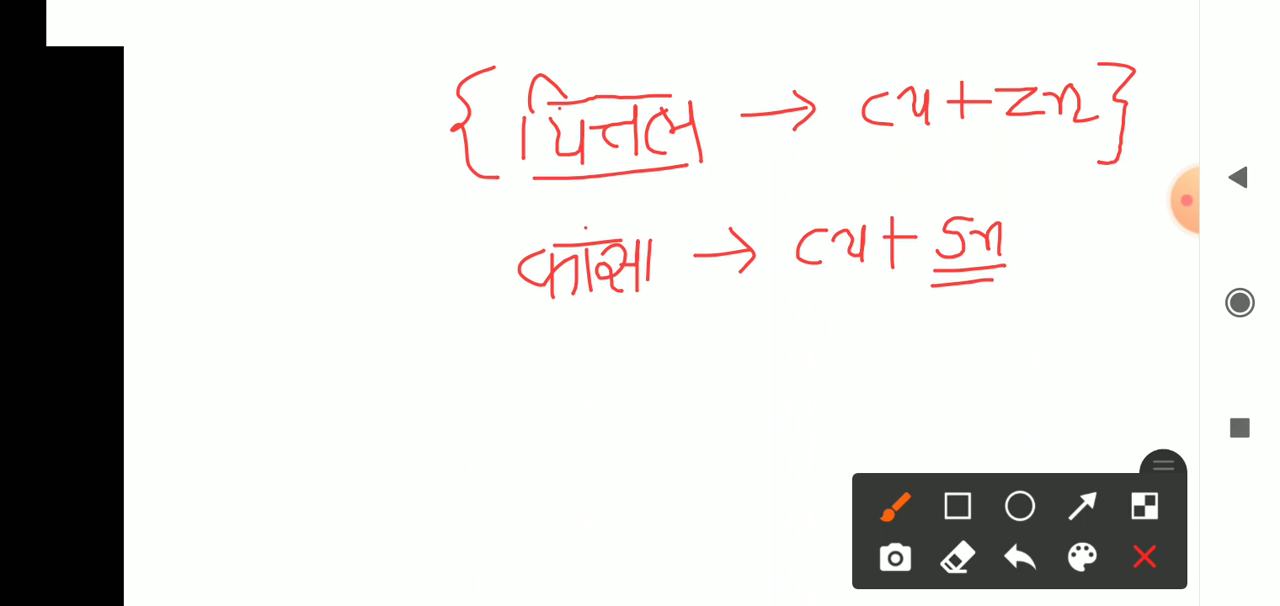 { पित्तल → Cu + Zn }
कांसा → Cu + Sn